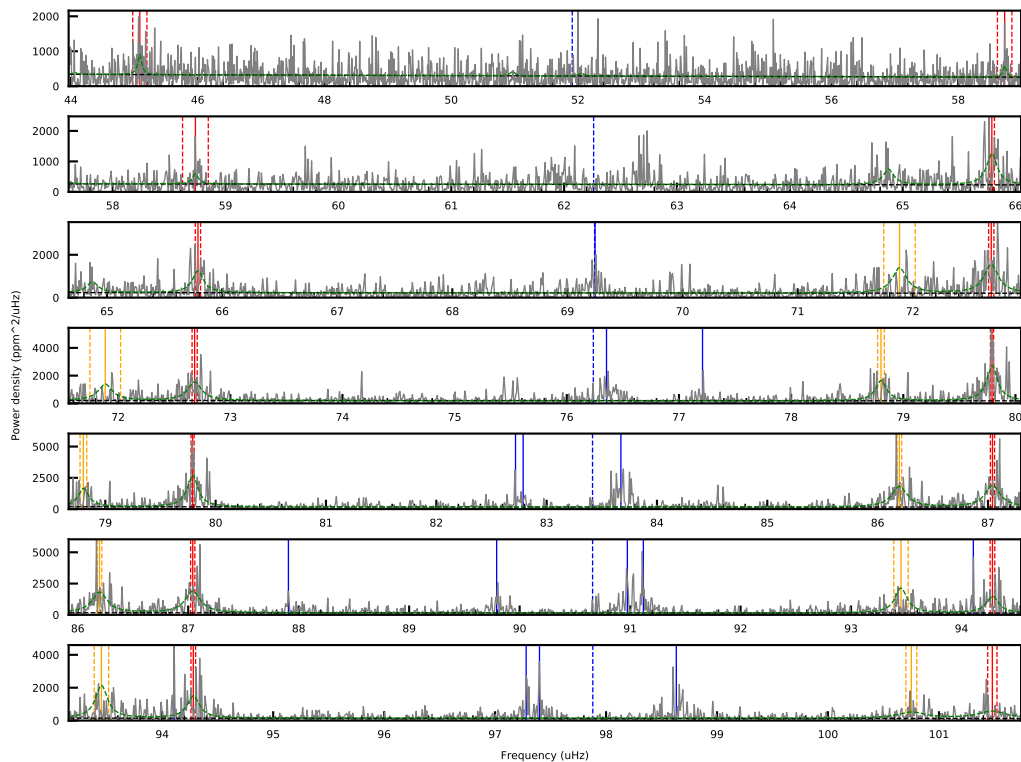 2000
1000
0
44 46 48 50 52 54 56 58
2000
1000
0
58 59 60 61 62 63 64 65 66
2000
0
65 66 67 68 69 70 71 72
Power density (ppm^2/uHz)
4000
2000
0
72 73 74 75 76 77 78 79 80
5000
2500
0
79 80 81 82 83 84 85 86 87
5000
2500
0
86 87 88 89 90 91 92 93 94
4000
2000
0
94 95 96 97 98 99 100 101
Frequency (uHz)